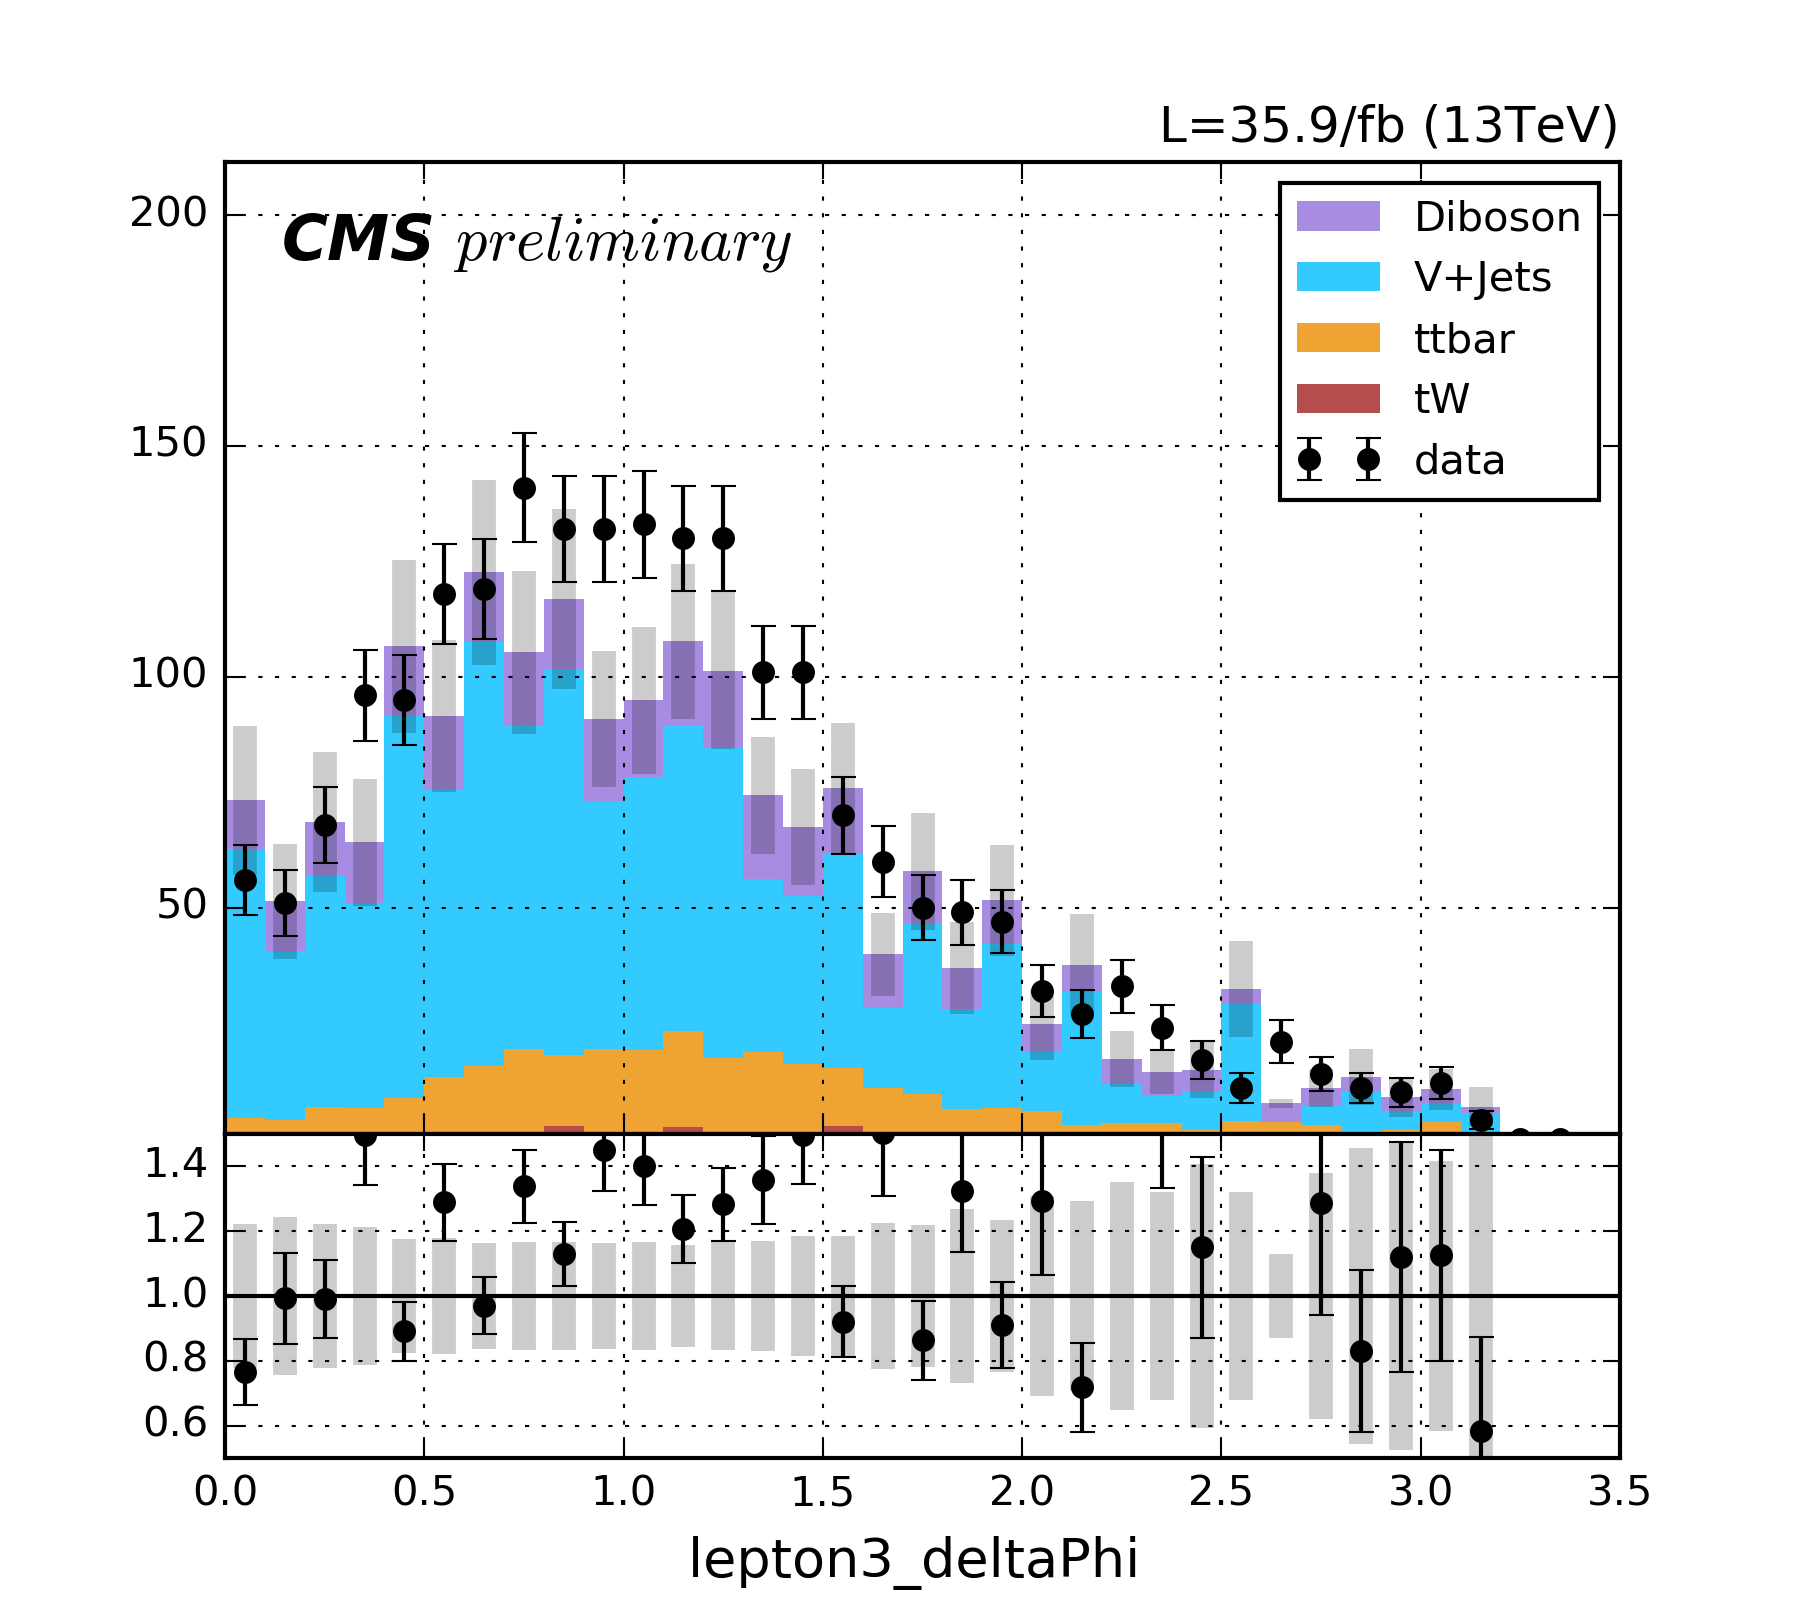 L=35.9/fb (13TeV)
CMS preliminary
200
150
100
50
Diboson
V+Jets
ttbar
tW
data
1.4
1.2
1.0
0.8
0.6
0.0 0.5 1.0 1.5 2.0 2.5 3.0 3.5
lepton3_deltaPhi